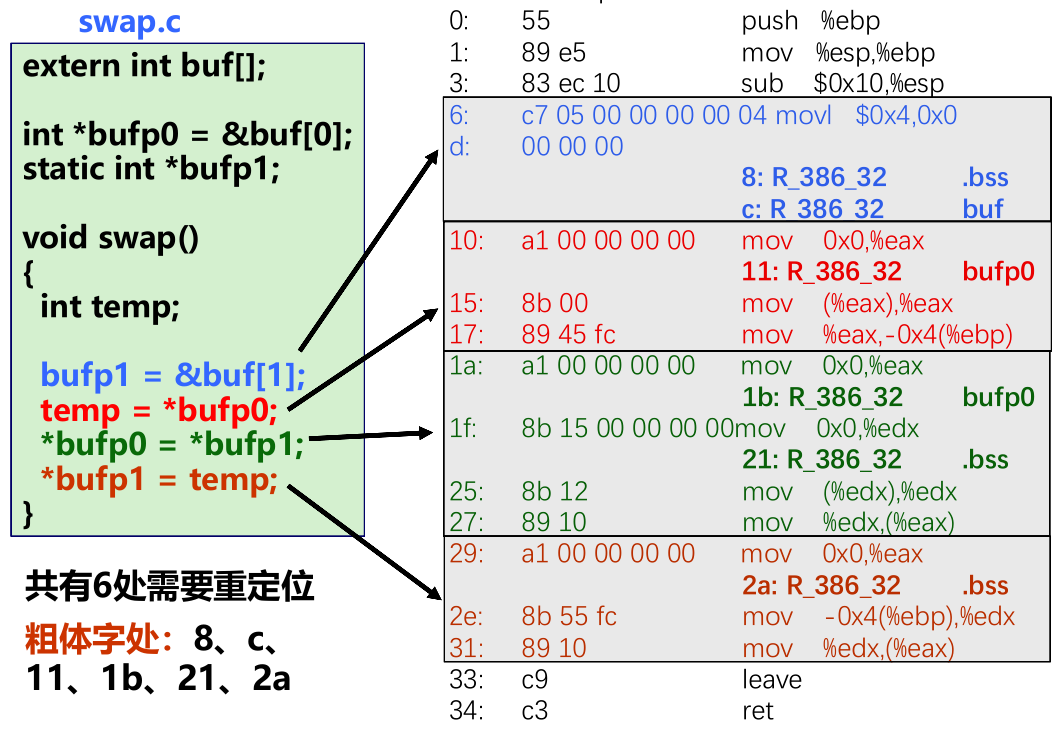 swap.c
extern int buf[];
int *bufp0 = &buf[0];
static int *bufp1;
void swap()
{
int temp;
bufp1 = &buf[1];
temp = *bufp0;
*bufp0 = *bufp1;
*bufp1 = temp;
}
共有6处需要重定位
粗体字处：8、c、
11、1b、21、2a
0: 55 push %ebp
1: 89 e5 mov %esp,%ebp
3: 83 ec 10 sub $0x10,%esp
6: c7 05 00 00 00 00 04 movl $0x4,0x0
d: 00 00 00
8: R_386_32 .bss
c: R_386_32 buf
10: a1 00 00 00 00 mov 0x0,%eax
11: R_386_32 bufp0
15: 8b 00 mov (%eax),%eax
17: 89 45 fc mov %eax,-0x4(%ebp)
1a: a1 00 00 00 00 mov 0x0,%eax
1b: R_386_32 bufp0
1f: 8b 15 00 00 00 00mov 0x0,%edx
21: R_386_32 .bss
25: 8b 12 mov (%edx),%edx
27: 89 10 mov %edx,(%eax)
29: a1 00 00 00 00 mov 0x0,%eax
2a: R_386_32 .bss
2e: 8b 55 fc mov -0x4(%ebp),%edx
31: 89 10 mov %edx,(%eax)
33: c9 leave
34: c3 ret